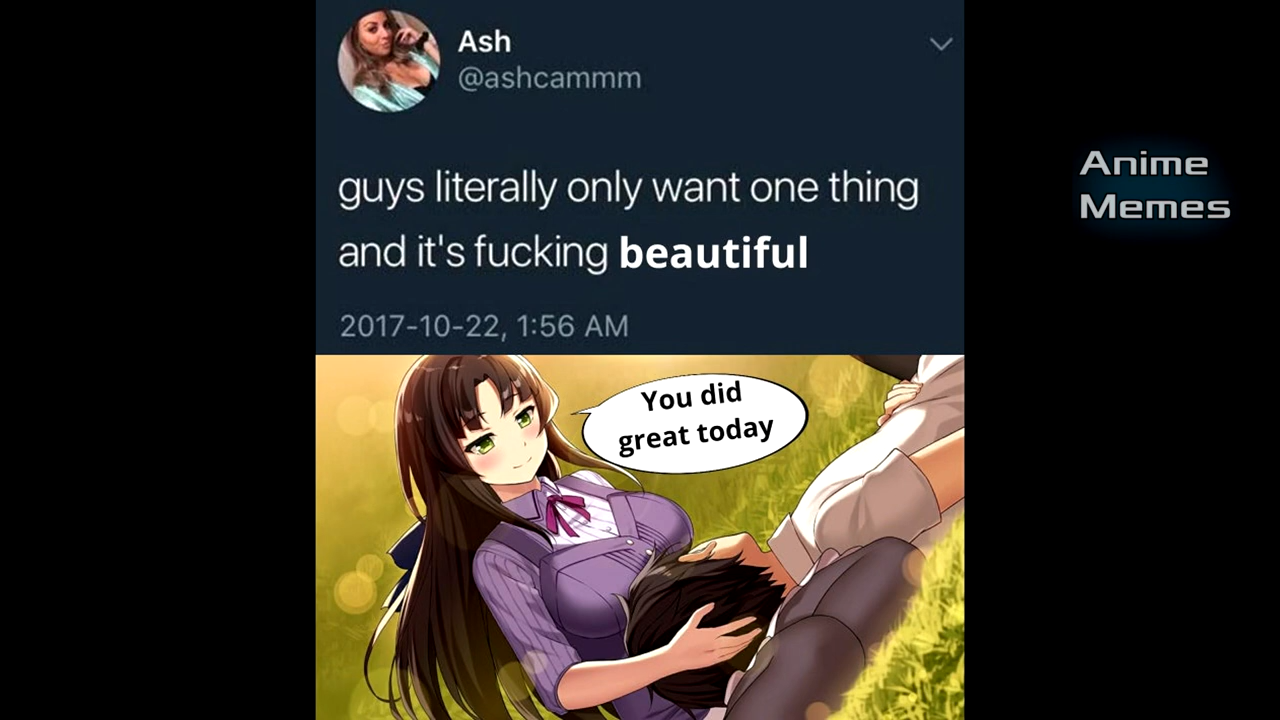 Ash
@ashcammm
guys literally only want one thing
and it's fucking beautiful
2017-10-22, 1:56 AM
You did
great today
Anime
Memes